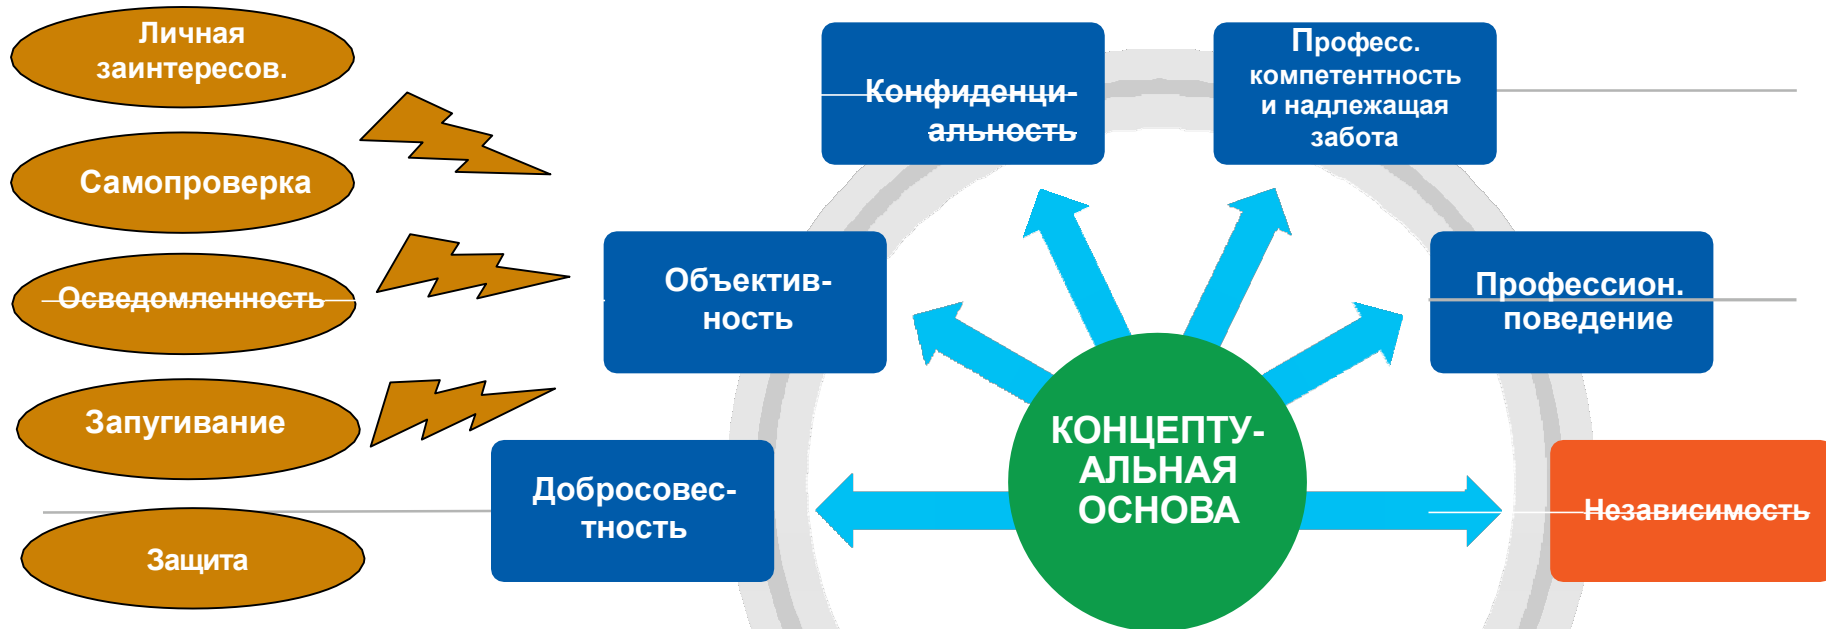 Личная
заинтересов.
Самопроверка
Осведомленность
Запугивание
Защита
Конфиденци-
альность
Професс.
компетентность
и надлежащая
забота
Объектив-
ность
Профессион.
поведение
Добросовес-
тность
КОНЦЕПТУ-
АЛЬНАЯ
ОСНОВА
Независимость